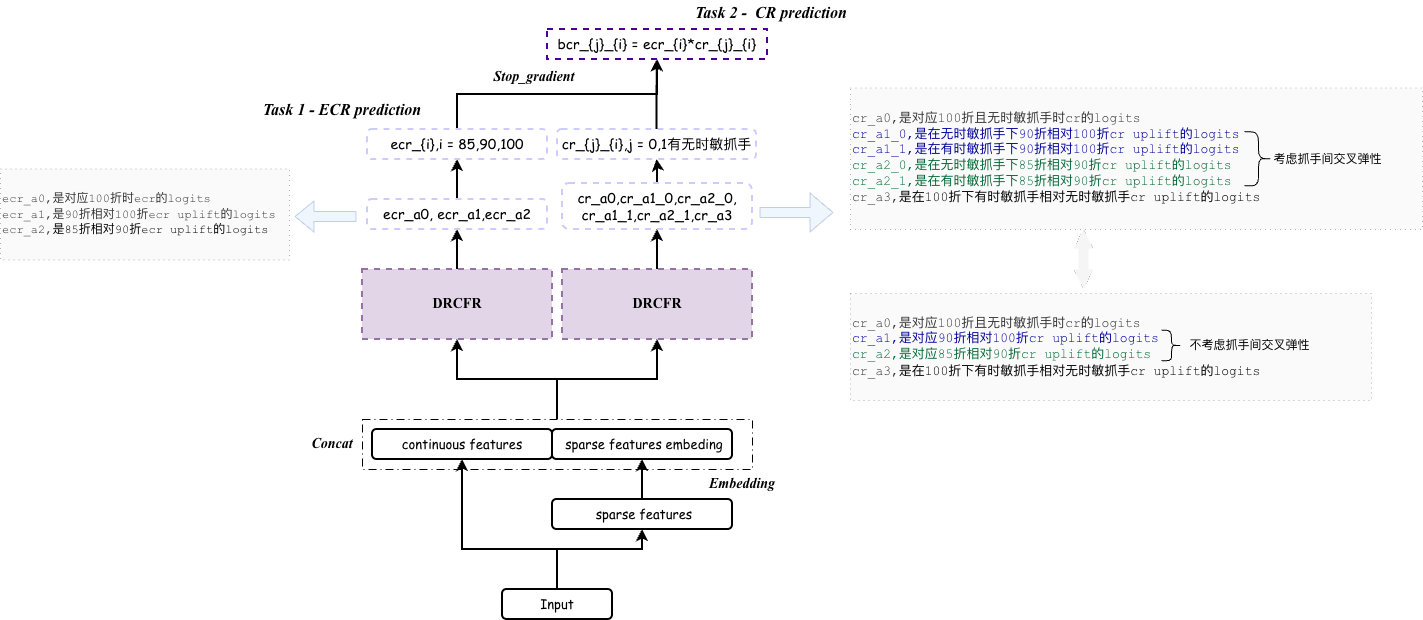 Task 2 - CR prediction
bcr_{j}_{i} = ecr_{i}*cr_{j}_{i}
Stop_gradient
Task 1 - ECR prediction
ecr_{i},i = 85,90,100
cr_{j}_{i},j = 0,1有无时敏抓手
ecr_a0,是对应100折时ecr的logits
ecr_a1,是90折相对100折ecr uplift的logits
ecr_a2,是85折相对90折ecr uplift的logits
ecr_a0, ecr_a1,ecr_a2
cr_a0,cr_a1_0,cr_a2_0,
cr_a1_1,cr_a2_1,cr_a3
cr_a0,是对应100折且无时敏抓手时cr的logits
cr_a1_0,是在无时敏抓手下90折相对100折cr uplift的logits
cr_a1_1,是在有时敏抓手下90折相对100折cr uplift的logits
cr_a2_0,是在无时敏抓手下85折相对90折cr uplift的logits
cr_a2_1,是在有时敏抓手下85折相对90折cr uplift的logits
cr_a3,是在100折下有时敏抓手相对无时敏抓手cr uplift的logits
考虑抓手间交叉弹性
DRCFR
DRCFR
cr_a0,是对应100折且无时敏抓手时cr的logits
cr_a1,是对应90折相对100折cr uplift的logits
cr_a2,是对应85折相对90折cr uplift的logits
cr_a3,是在100折下有时敏抓手相对无时敏抓手cr uplift的logits
不考虑抓手间交叉弹性
Concat
continuous features
sparse features embeding
Embedding
sparse features
Input